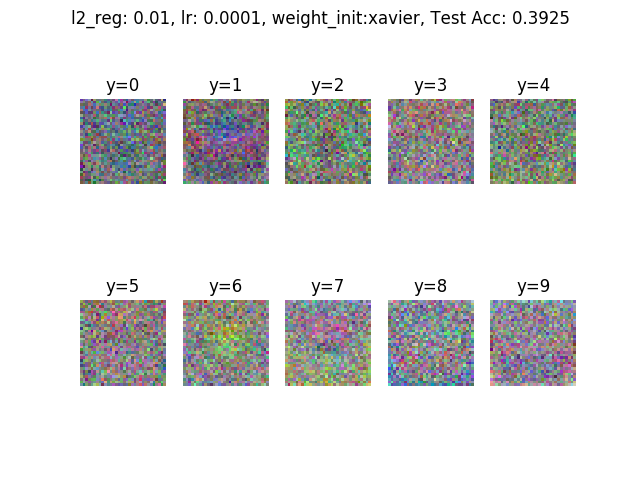 l2_reg: 0.01, lr: 0.0001, weight_init:xavier, Test Acc: 0.3925
y=0 y=1 y=2 y=3 y=4
y=5 y=6 y=7 y=8 y=9